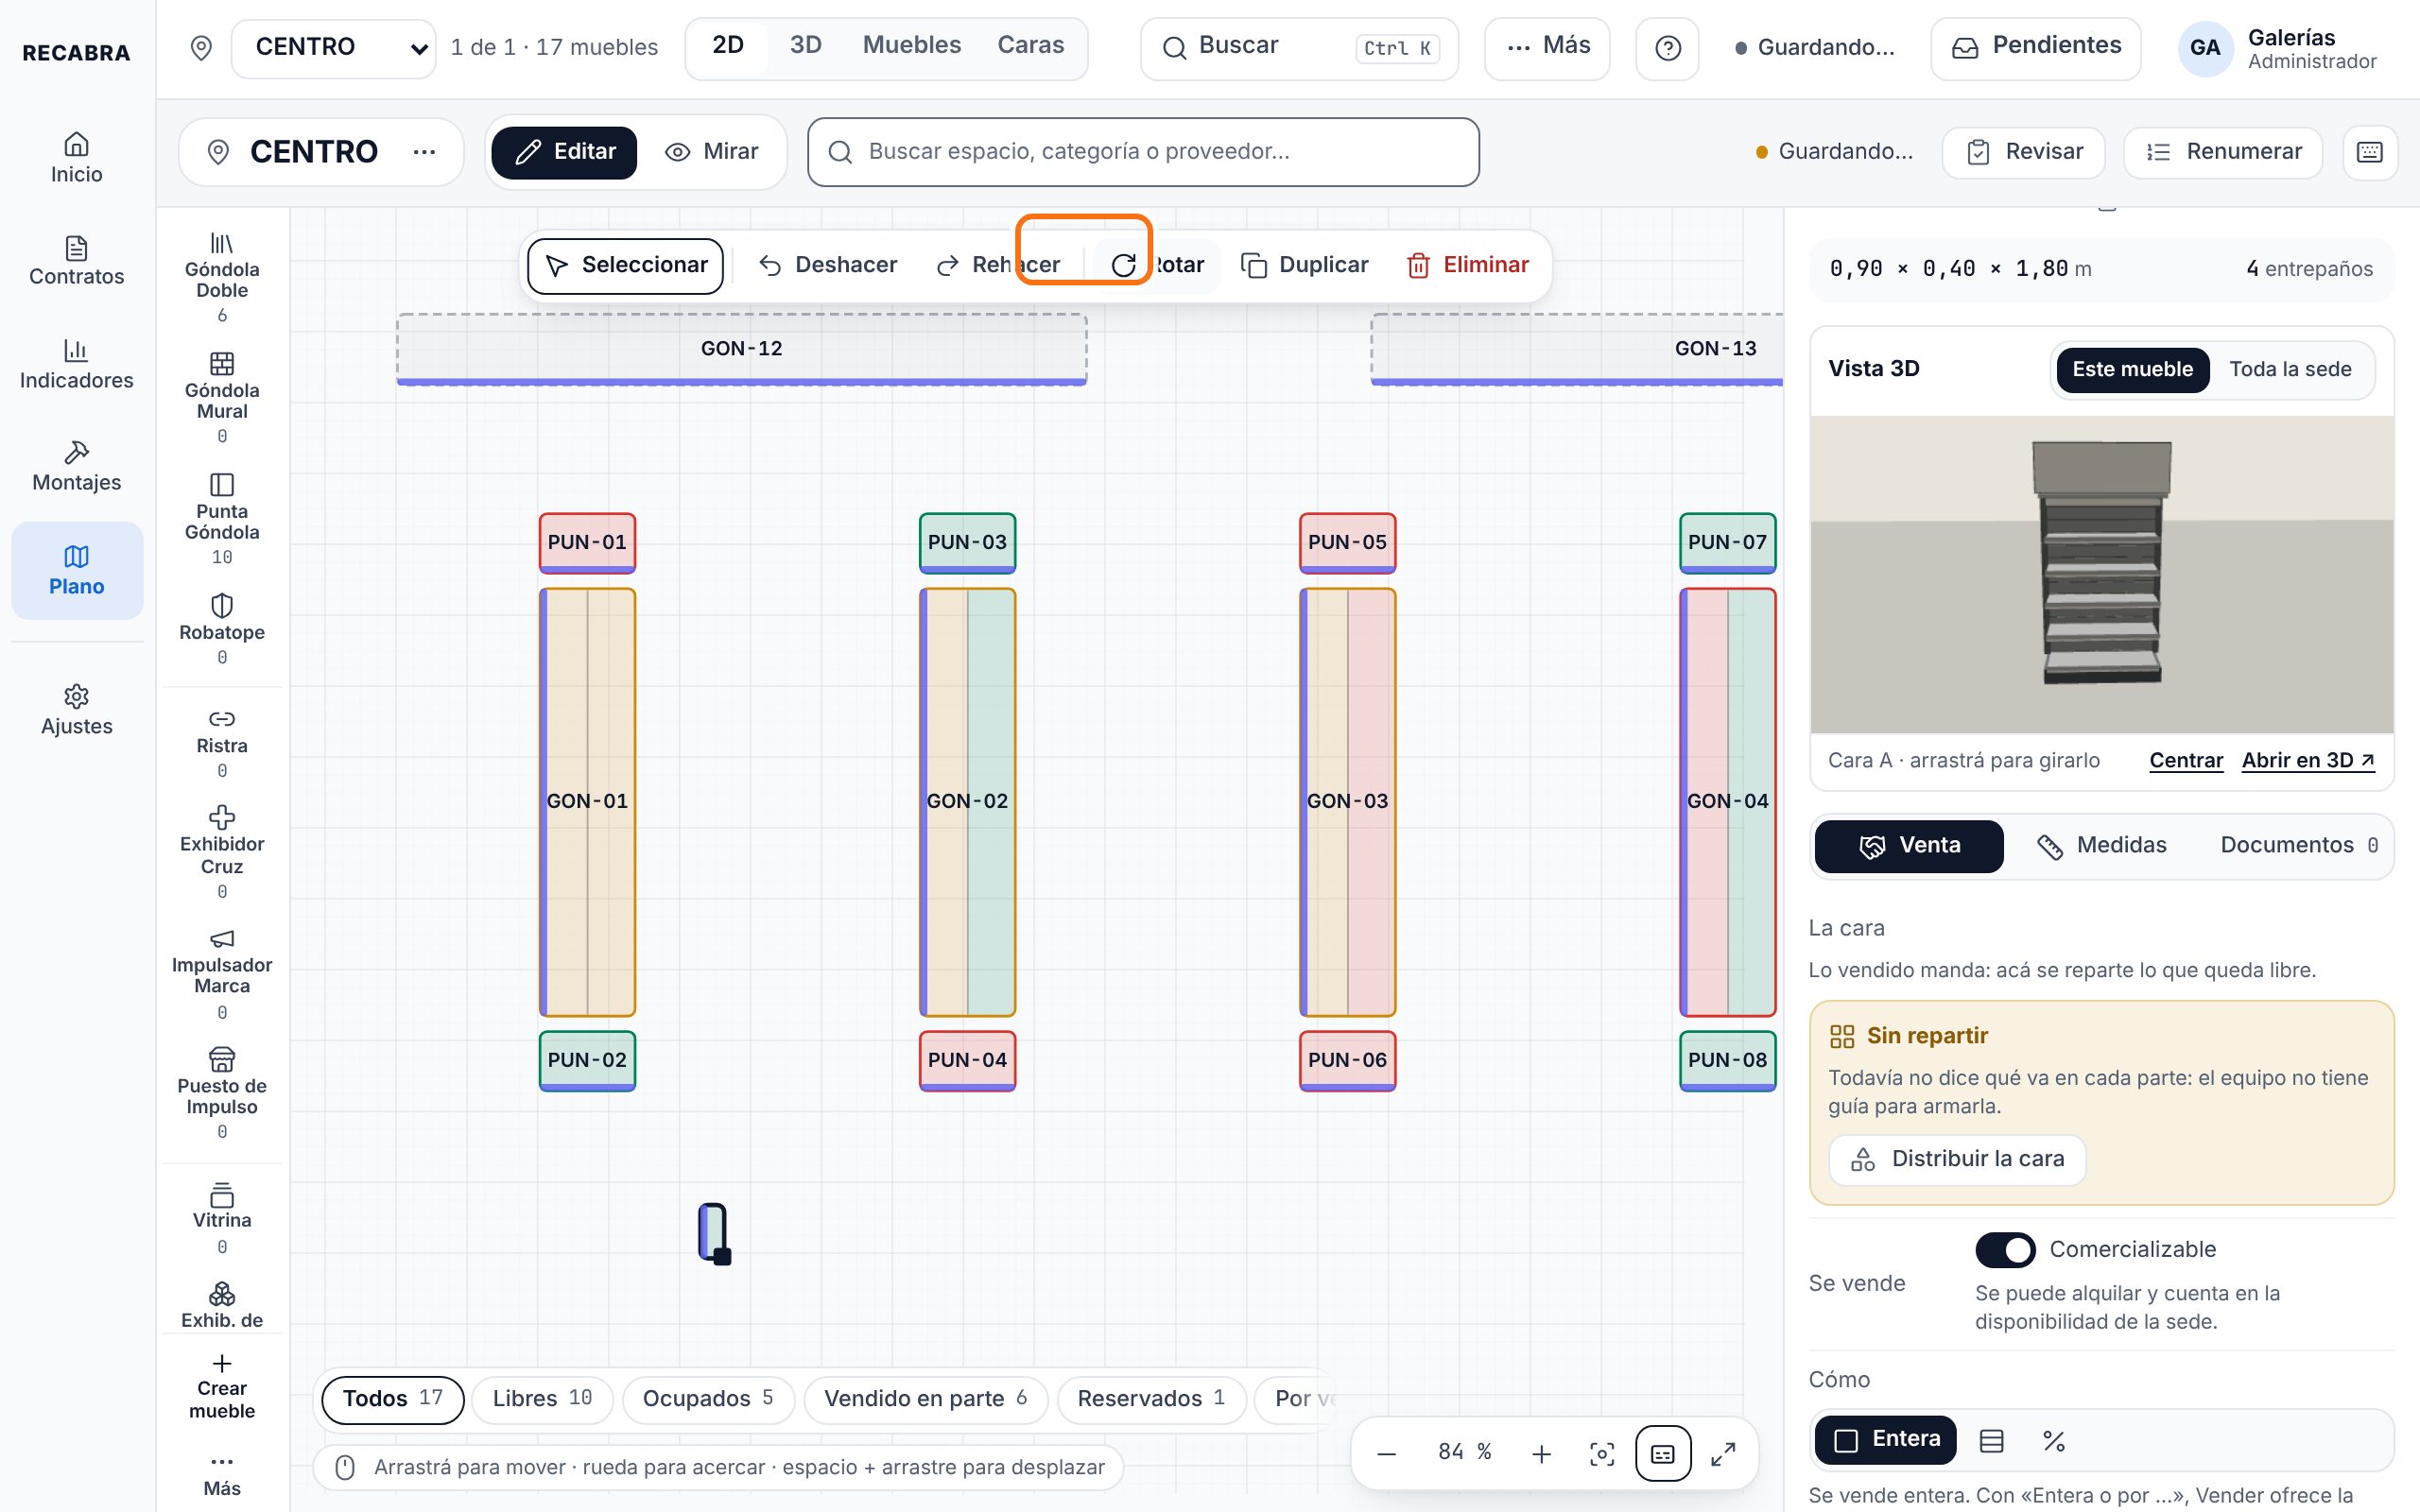 RECABRA
CENTRO
1 de 1 · 17 muebles
2D
3D
Muebles
Caras
Buscar
Ctrl K
Más
Guardando...
Pendientes
GA
Galerías
Administrador
Inicio
Contratos
Indicadores
Montajes
Plano
Ajustes
CENTRO
Editar
Mirar
Buscar espacio, categoría o proveedor...
Guardando...
Revisar
Renumerar
Góndola
Doble
6
Góndola
Mural
0
Punta
Góndola
10
Robatope
0
Ristra
0
Exhibidor
Cruz
0
Impulsador
Marca
0
Puesto de
Impulso
0
Vitrina
0
Exhib. de
Crear
mueble
Más
Seleccionar
Deshacer
Rehacer
Rotar
Duplicar
Eliminar
GON-12
GON-13
PUN-01
PUN-03
PUN-05
PUN-07
GON-01
GON-02
GON-03
GON-04
PUN-02
PUN-04
PUN-06
PUN-08
Todos 17
Libres 10
Ocupados 5
Vendido en parte 6
Reservados 1
Por
Arrastrá para mover · rueda para acercar · espacio + arrastre para desplazar
84 %
0,90 × 0,40 × 1,80 m
4 entrepaños
Vista 3D
Este mueble
Toda la sede
Cara A · arrastrá para girarlo
Centrar
Abrir en 3D ↗
Venta
Medidas
Documentos 0
La cara
Lo vendido manda: acá se reparte lo que queda libre.
Sin repartir
Todavía no dice qué va en cada parte: el equipo no tiene
guía para armarla.
Distribuir la cara
Se vende
Comercializable
Se puede alquilar y cuenta en la
disponibilidad de la sede.
Cómo
Entera
Se vende entera. Con «Entera o por ...», Vender ofrece la